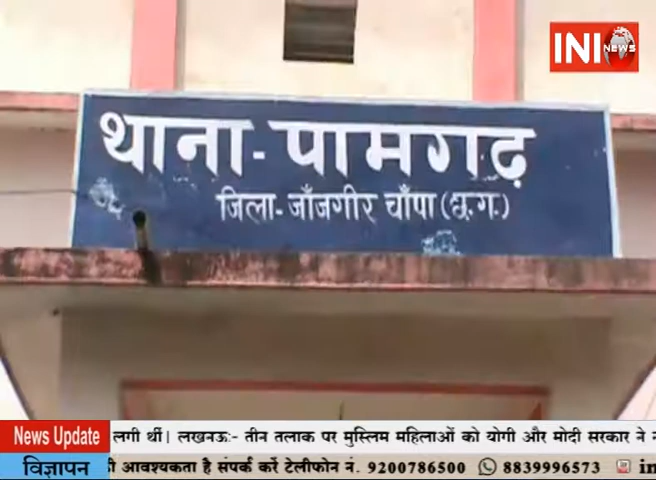 INI NEWS
थाना - पामगढ़
जिला - जाँजगीर चाँपा (छ.ग.)
News Update लगी थीं। लखनऊ:- तीन तलाक पर मुस्लिम महिलाओं को योगी और मोदी सरकार ने
विज्ञापन की आवश्यकता है संपर्क करें टेलीफोन नं. 9200786500 8839996573 in